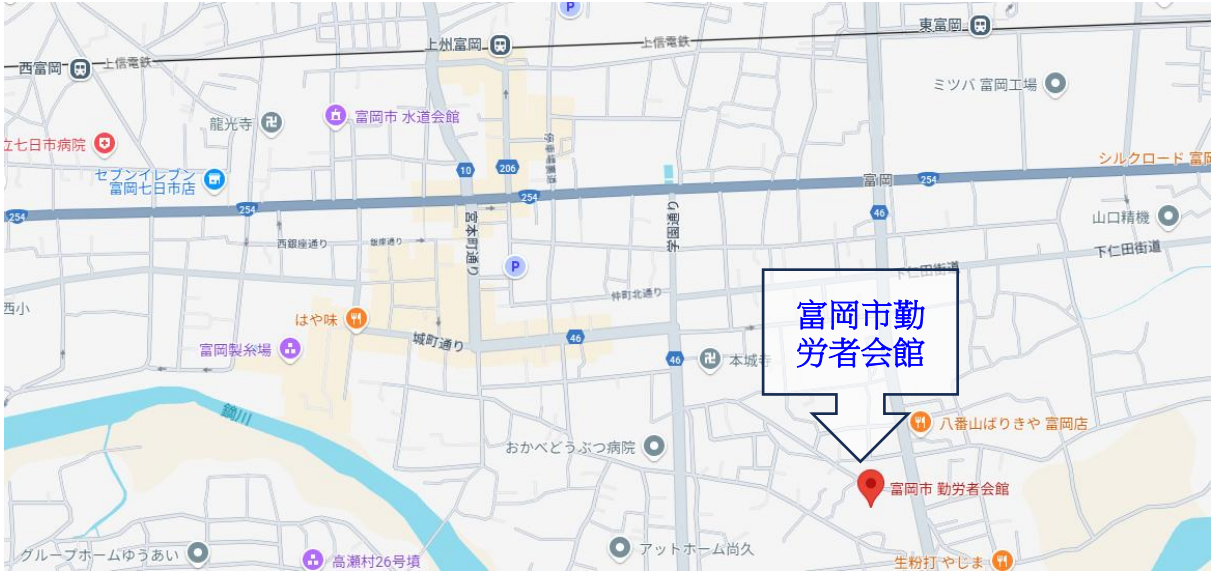 P
東富岡
上州富岡
上信電鉄
西富岡
上信電鉄
ミツバ 富岡工場
富岡市 水道会館
龍光寺
立七日市病院
停車場裏道
シルクロード 富岡
セブンイレブン
富岡七日市店
10
206
富岡
254
254
254
254
46
宮本町通り
学園通り
山口精機
西銀座通り
銀座通り
下仁田街道
下仁田街道
P
仲町北通り
西小
はや味
富岡市勤
労者会館
富岡製糸場
城町通り
46
46
本城寺
鏑川
八番山ばりきや 富岡店
おかべどうぶつ病院
富岡市 勤労者会館
グループホームゆうあい
高瀬村26号墳
アットホーム尚久
生粉打 やじま